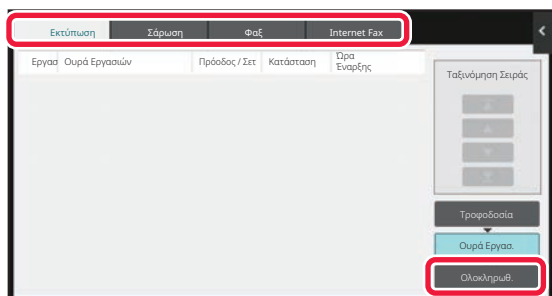 Εκτύπωση Σάρωση Φαξ Internet Fax
Εργασ Ουρά Εργασιών Πρόοδος / Σετ Κατάσταση Ώρα Έναρξης
Ταξινόμηση Σειράς
Τροφοδοσία
Ουρά Εργασ.
Ολοκληρωθ.